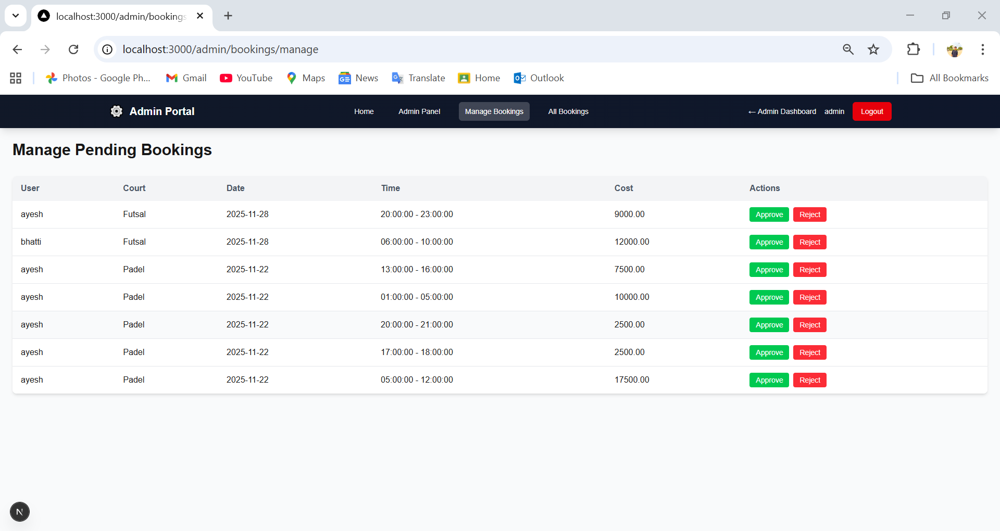 localhost:3000/admin/bookings
localhost:3000/admin/bookings/manage
Photos - Google Ph... Gmail YouTube Maps News Translate Home Outlook All Bookmarks
Admin Portal Home Admin Panel Manage Bookings All Bookings ← Admin Dashboard admin Logout
Manage Pending Bookings
User Court Date Time Cost Actions
ayesh Futsal 2025-11-28 20:00:00 - 23:00:00 9000.00 Approve Reject
bhatti Futsal 2025-11-28 06:00:00 - 10:00:00 12000.00 Approve Reject
ayesh Padel 2025-11-22 13:00:00 - 16:00:00 7500.00 Approve Reject
ayesh Padel 2025-11-22 01:00:00 - 05:00:00 10000.00 Approve Reject
ayesh Padel 2025-11-22 20:00:00 - 21:00:00 2500.00 Approve Reject
ayesh Padel 2025-11-22 17:00:00 - 18:00:00 2500.00 Approve Reject
ayesh Padel 2025-11-22 05:00:00 - 12:00:00 17500.00 Approve Reject
N